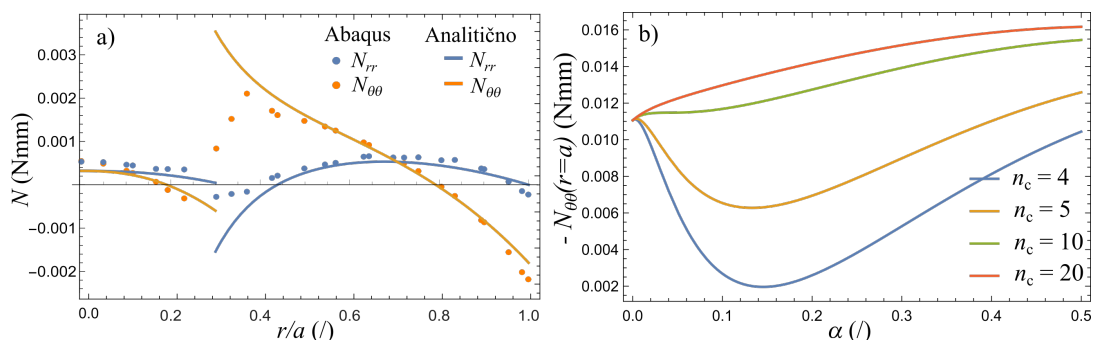 a)
Abaqus Analitično
N_rr N_rr
N_θθ N_θθ
N (Nmm)
0.003
0.002
0.001
0
−0.001
−0.002
0.0 0.2 0.4 0.6 0.8 1.0
r/a (/)
b)
- N_θθ(r=a) (Nmm)
0.016
0.014
0.012
0.010
0.008
0.006
0.004
0.002
n_c = 4
n_c = 5
n_c = 10
n_c = 20
0.0 0.1 0.2 0.3 0.4 0.5
α (/)